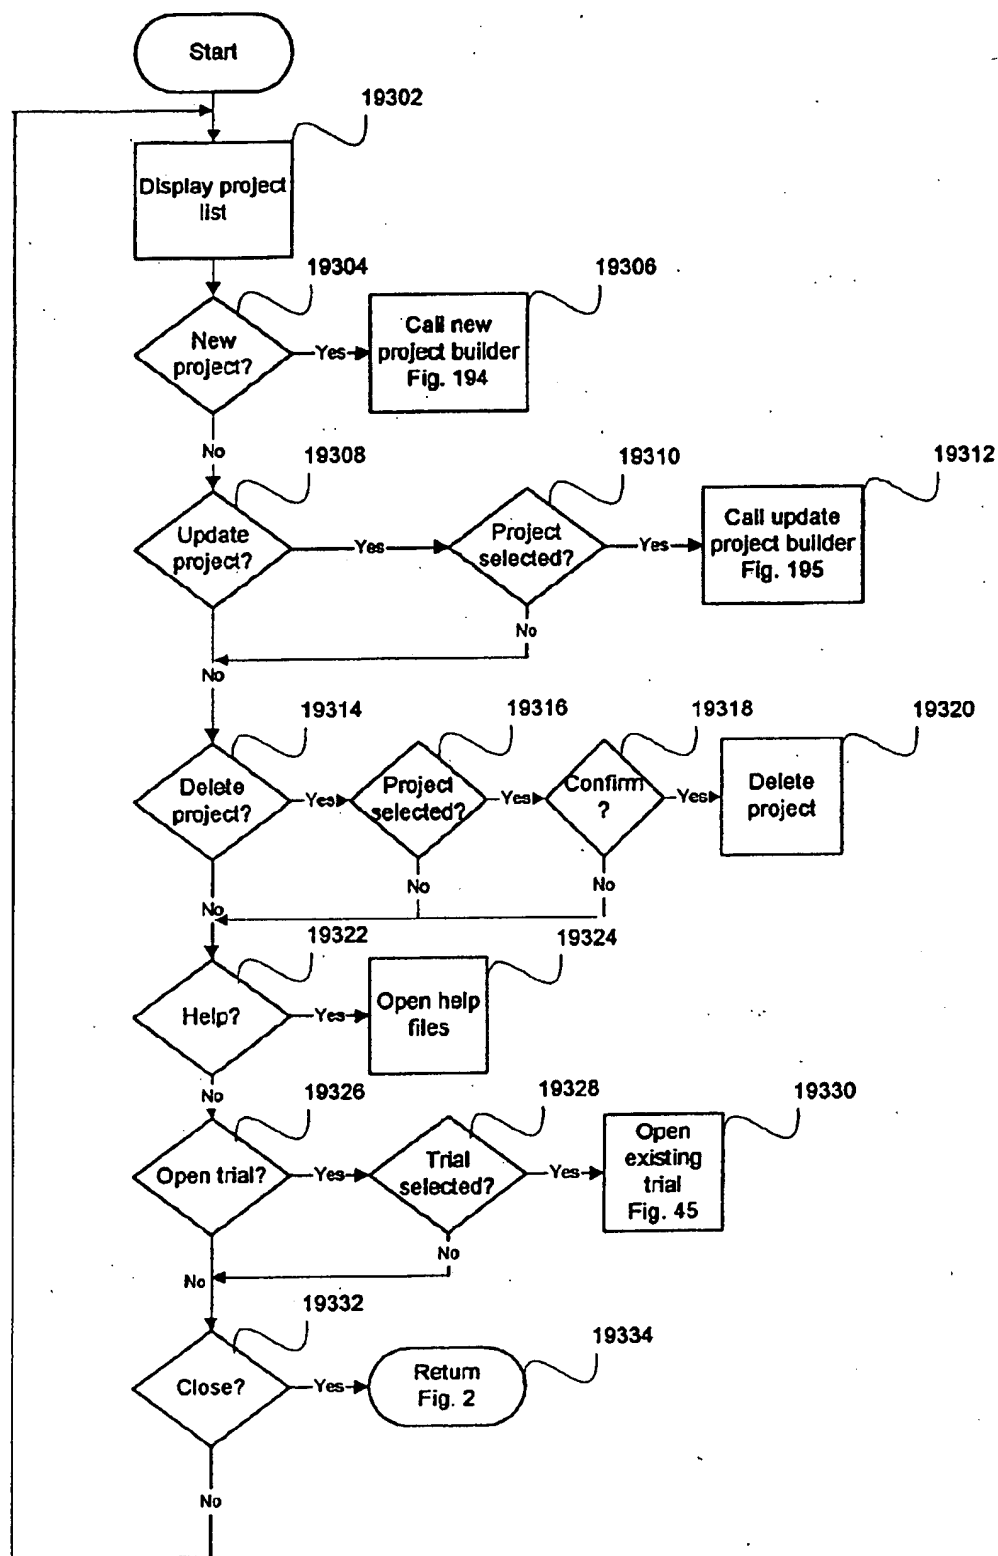 Start
19302
Display project
list
19304
19306
New
project?
Yes
Call new
project builder
Fig. 194
No
19308
19310
19312
Update
project?
Yes
Project
selected?
Yes
Call update
project builder
Fig. 195
No
No
19314
19316
19318
19320
Delete
project?
Yes
Project
selected?
Yes
Confirm
?
Yes
Delete
project
No
No
No
19322
19324
Help?
Yes
Open help
files
No
19326
19328
19330
Open trial?
Yes
Trial
selected?
Yes
Open
existing
trial
Fig. 45
No
No
19332
19334
Close?
Yes
Return
Fig. 2
No